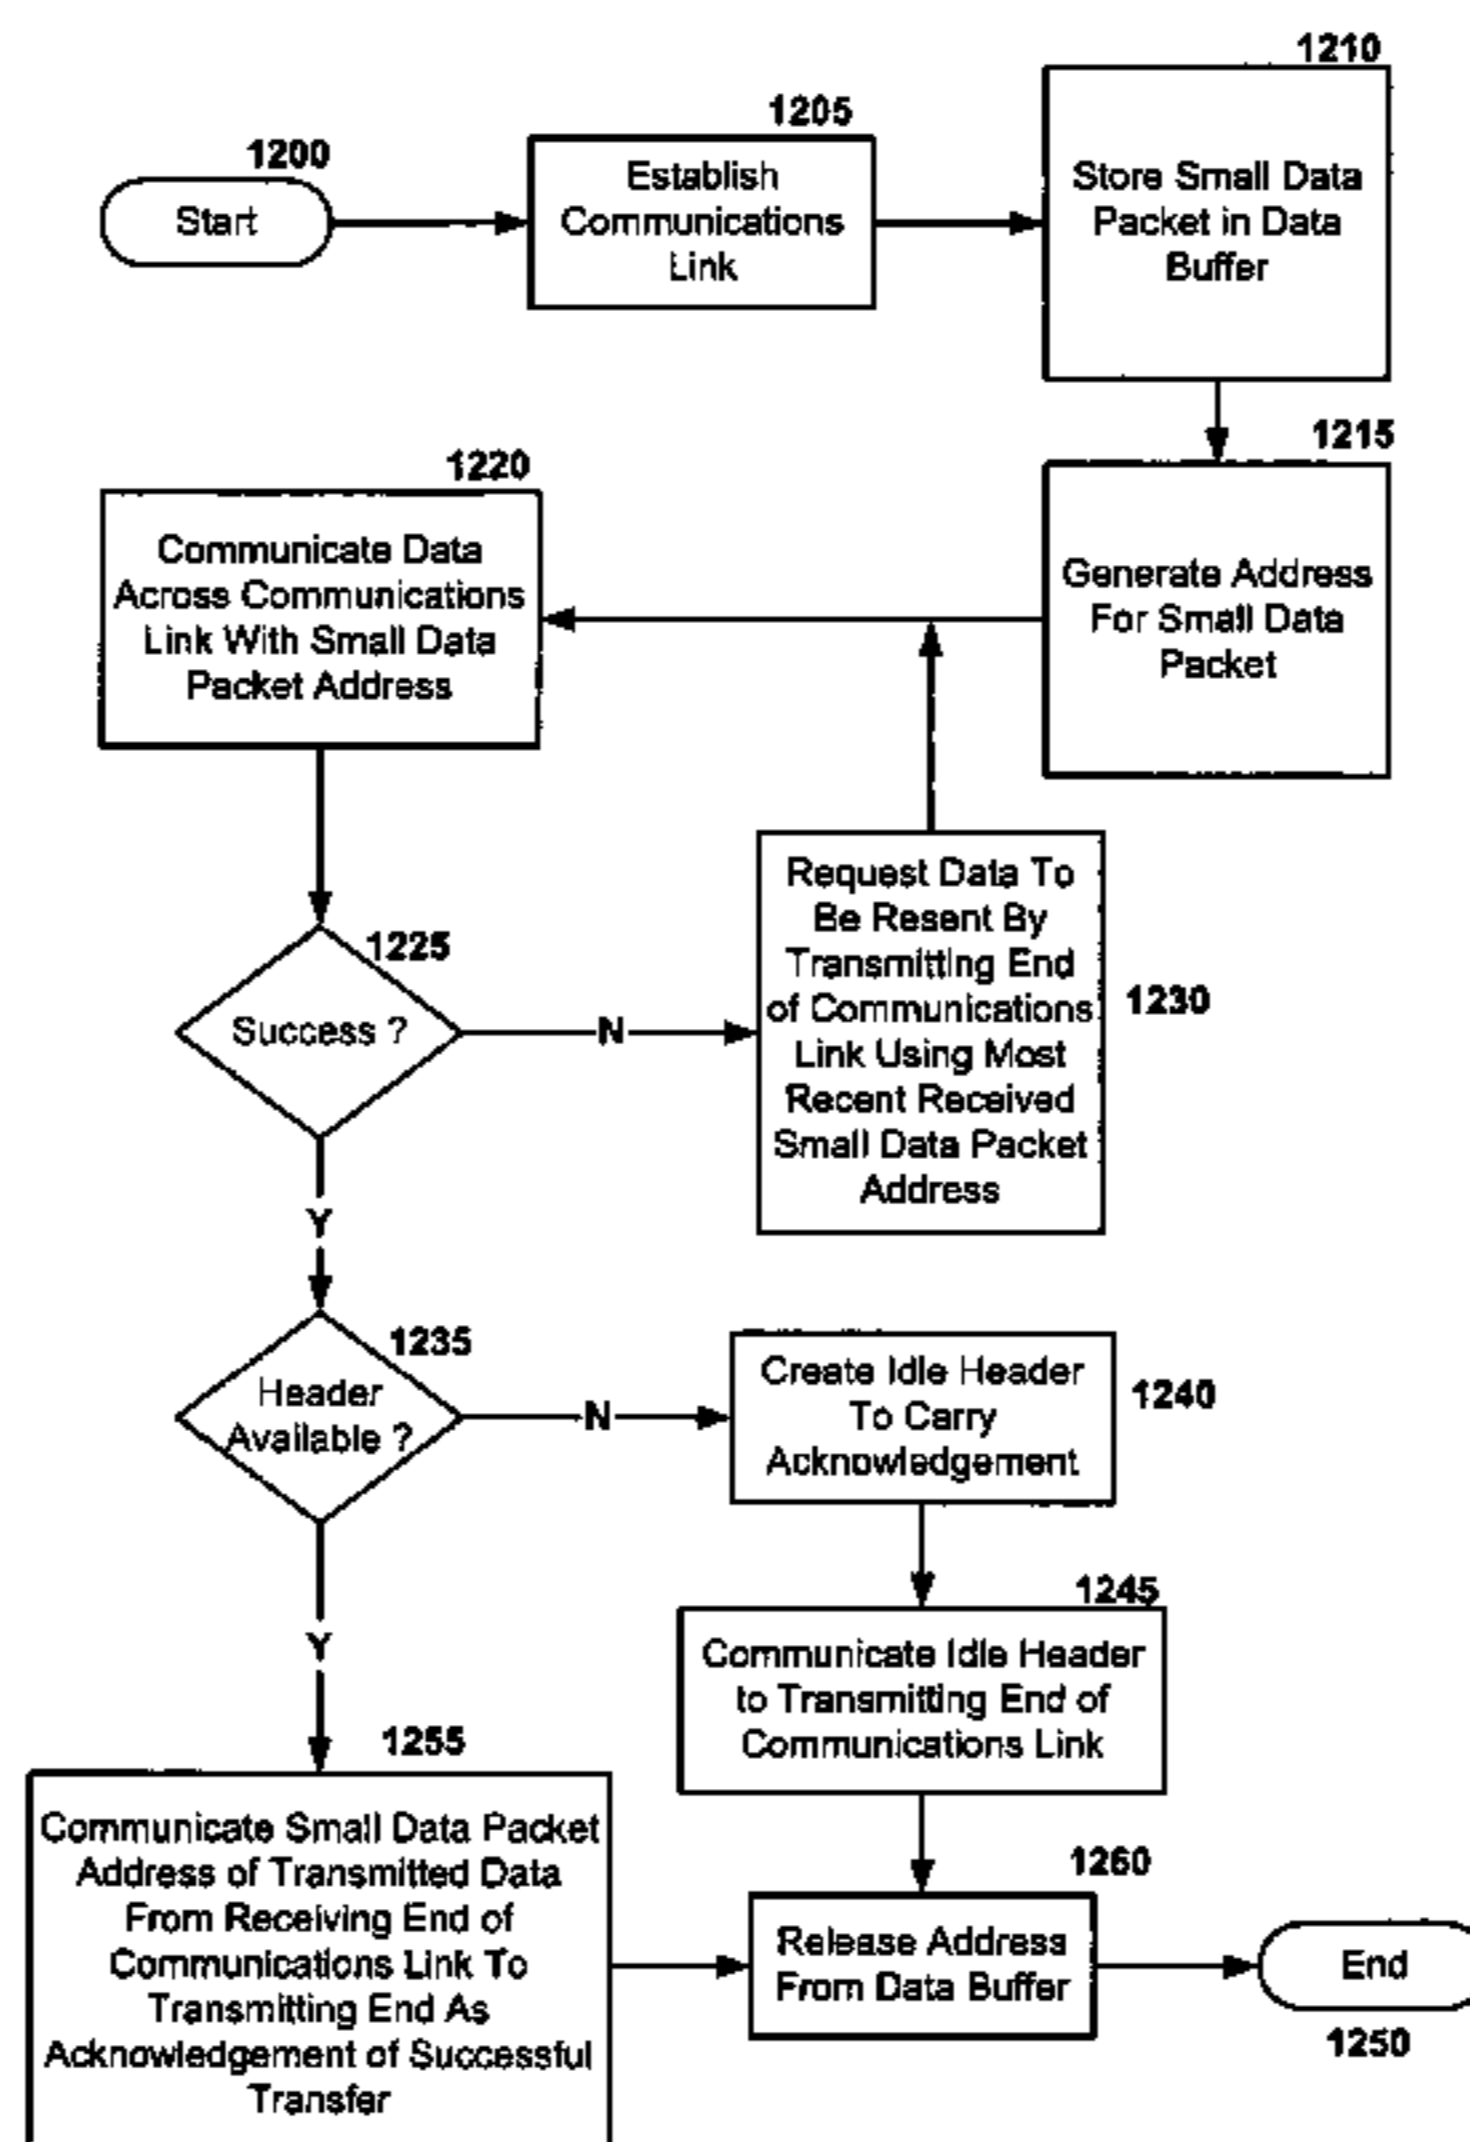 1200
Start
1205
Establish
Communications
Link
1210
Store Small Data
Packet in Data
Buffer
1215
Generate Address
For Small Data
Packet
1220
Communicate Data
Across Communications
Link With Small Data
Packet Address
1225
Success ?
N
1230
Request Data To
Be Resent By
Transmitting End
of Communications
Link Using Most
Recent Received
Small Data Packet
Address
Y
1235
Header
Available ?
N
1240
Create Idle Header
To Carry
Acknowledgement
1245
Communicate Idle Header
to Transmitting End of
Communications Link
Y
1255
Communicate Small Data Packet
Address of Transmitted Data
From Receiving End of
Communications Link To
Transmitting End As
Acknowledgement of Successful
Transfer
1260
Release Address
From Data Buffer
End
1250